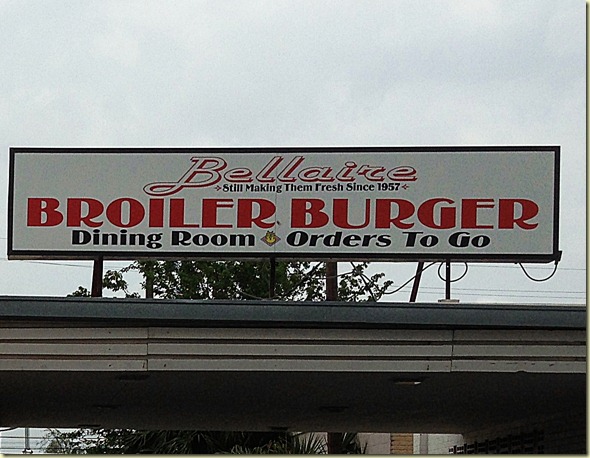 Bellaire
Still Making Them Fresh Since 1957
BROILER BURGER
Dining Room Orders To Go